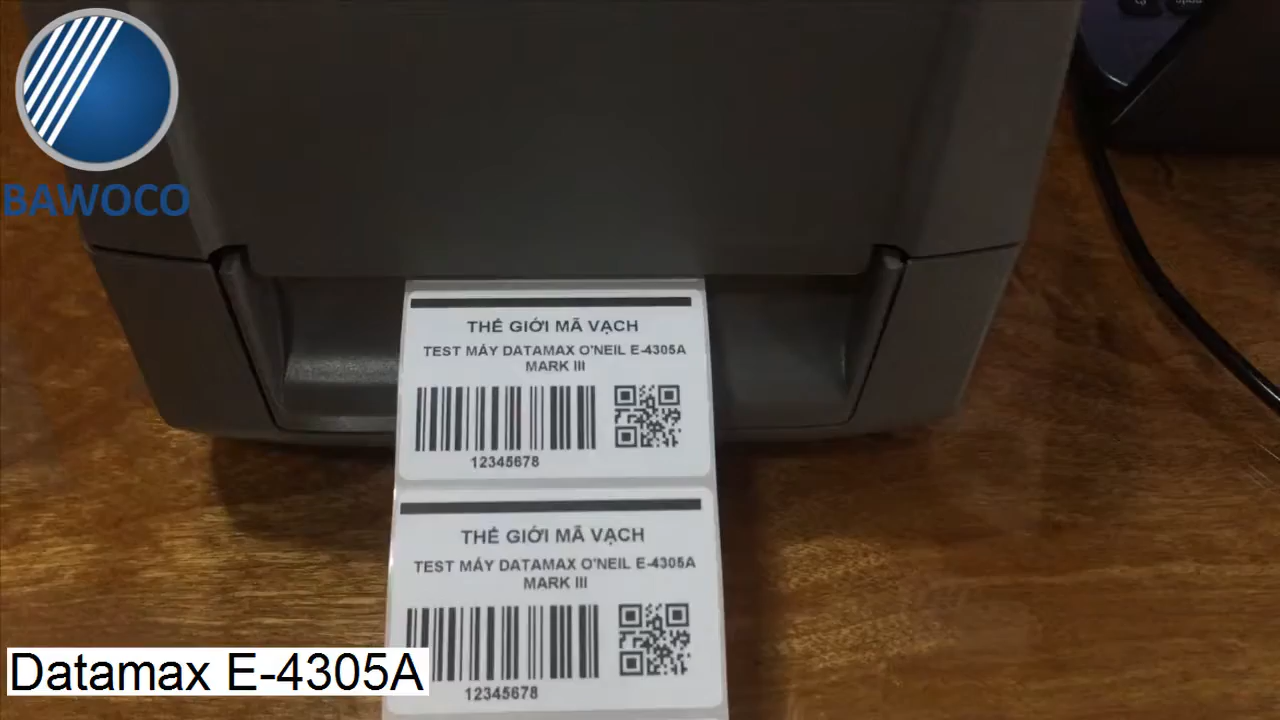 BAWOCO
THẾ GIỚI MÃ VẠCH
TEST MÁY DATAMAX O'NEIL E-4305A
MARK III
12345678
THẾ GIỚI MÃ VẠCH
TEST MÁY DATAMAX O'NEIL E-4305A
MARK III
12345678
Datamax E-4305A